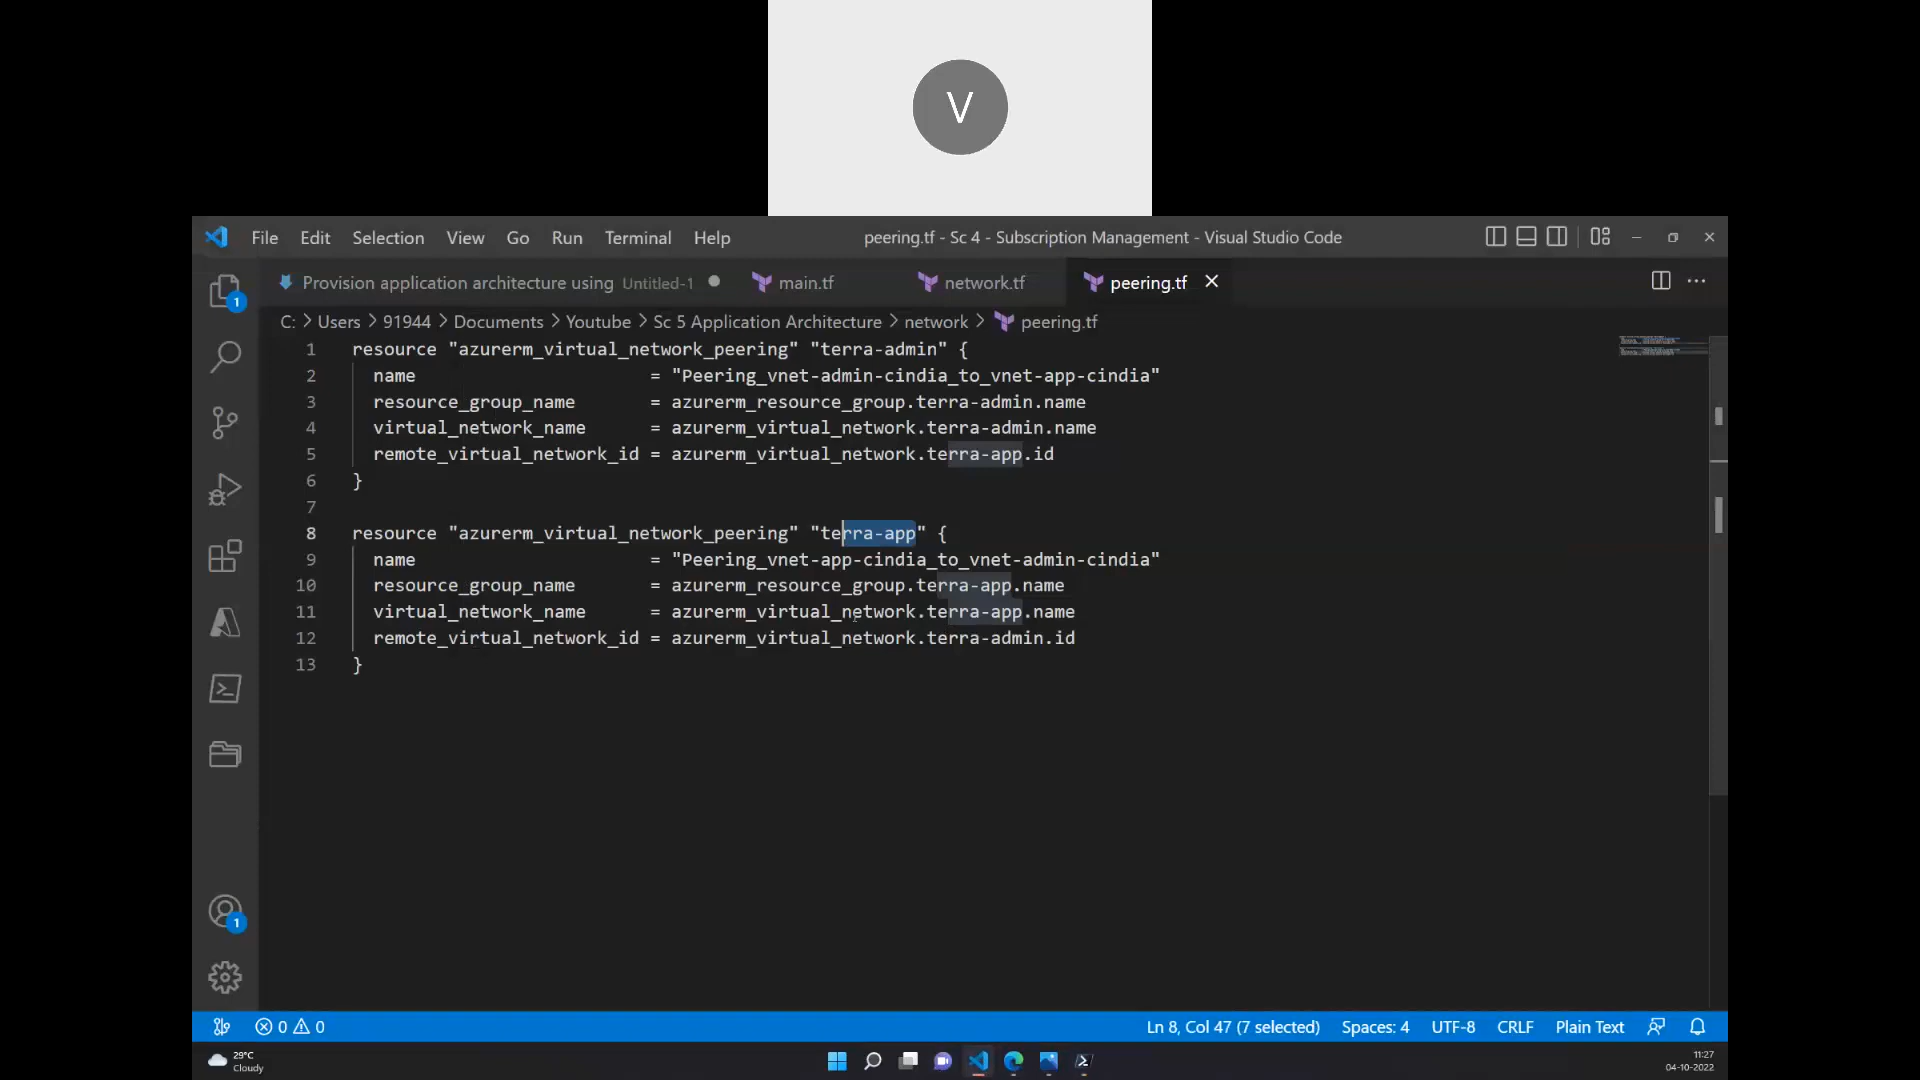 V
File Edit Selection View Go Run Terminal Help peering.tf - Sc 4 - Subscription Management - Visual Studio Code
Provision application architecture using Untitled-1 main.tf network.tf peering.tf
C: > Users > 91944 > Documents > Youtube > Sc 5 Application Architecture > network > peering.tf
1 resource "azurerm_virtual_network_peering" "terra-admin" {
2 name = "Peering_vnet-admin-cindia_to_vnet-app-cindia"
3 resource_group_name = azurerm_resource_group.terra-admin.name
4 virtual_network_name = azurerm_virtual_network.terra-admin.name
5 remote_virtual_network_id = azurerm_virtual_network.terra-app.id
6 }
7
8 resource "azurerm_virtual_network_peering" "terra-app" {
9 name = "Peering_vnet-app-cindia_to_vnet-admin-cindia"
10 resource_group_name = azurerm_resource_group.terra-app.name
11 virtual_network_name = azurerm_virtual_network.terra-app.name
12 remote_virtual_network_id = azurerm_virtual_network.terra-admin.id
13 }
1
1
0 0 Ln 8, Col 47 (7 selected) Spaces: 4 UTF-8 CRLF Plain Text
29°C 11:27
Cloudy 04-10-2022